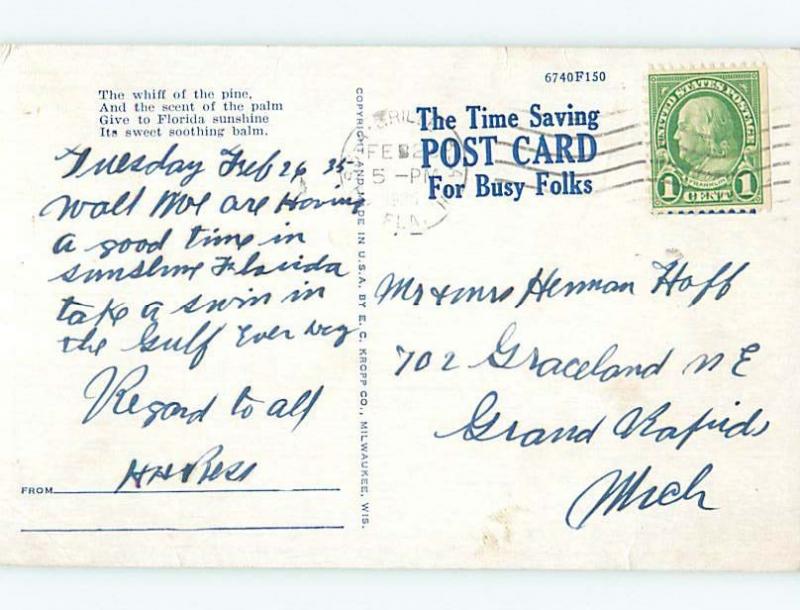 The whiff of the pine,
And the scent of the palm
Give to Florida sunshine
Its sweet soothing balm.
Tuesday Feb 26 35
Wall We are Having
a good time in
sunshine Florida
take a swim in
the Gulf Ever
Regard to all
H H
FROM
COPYRIGHT AND MADE IN U.S.A. BY E. C. KROPP CO., MILWAUKEE, WIS.
6740F150
The Time Saving
POST CARD
For Busy Folks
FEB
5 - PM
FLA.
UNITED STATES POSTAGE
FRANKLIN
1 CENT 1
Mr & mrs Herman Hoff
702 Graceland N E
Grand Rapids
Mich